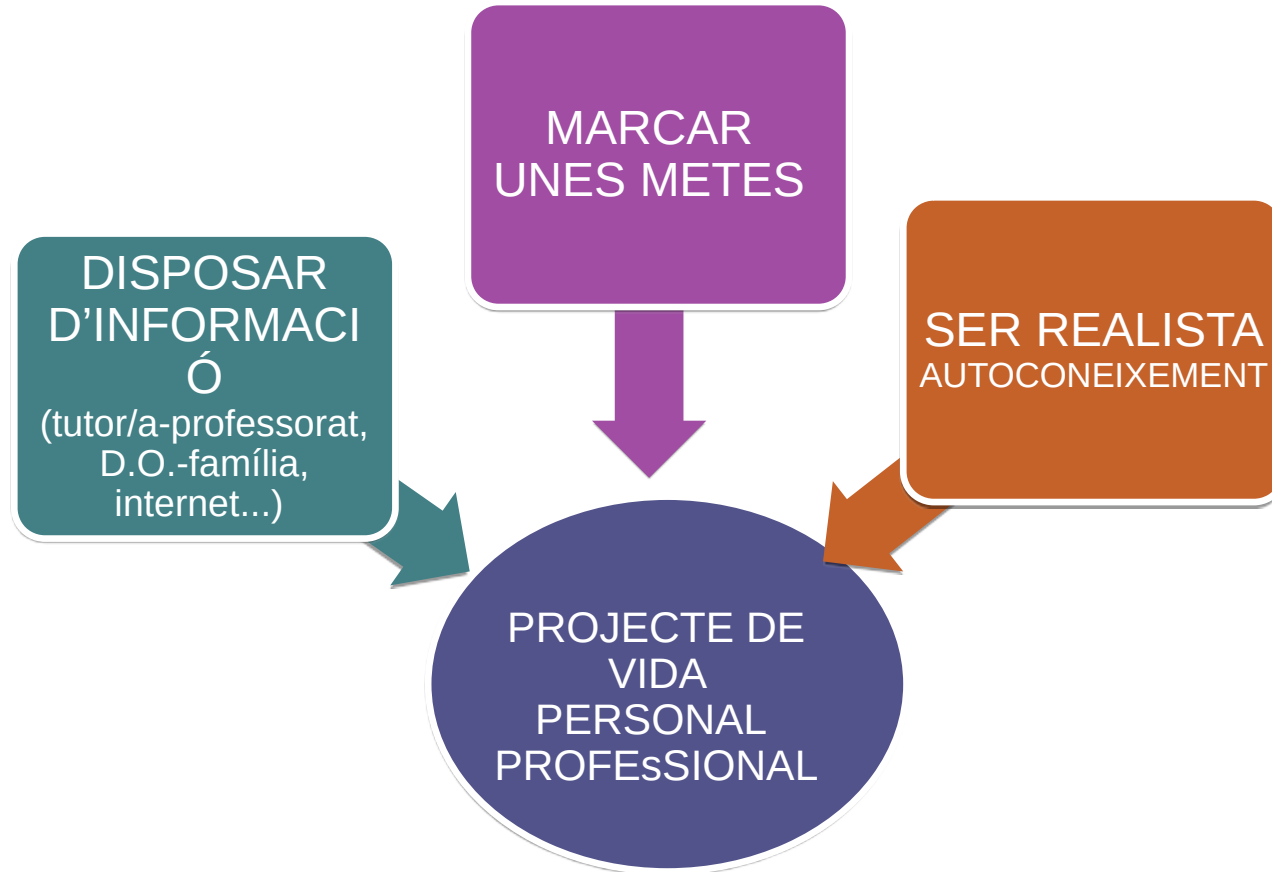 MARCAR
UNES METES
DISPOSAR
D’INFORMACI
Ó
(tutor/a-professorat,
D.O.-família,
internet...)
SER REALISTA
AUTOCONEIXEMENT
PROJECTE DE
VIDA
PERSONAL
PROFEsSIONAL